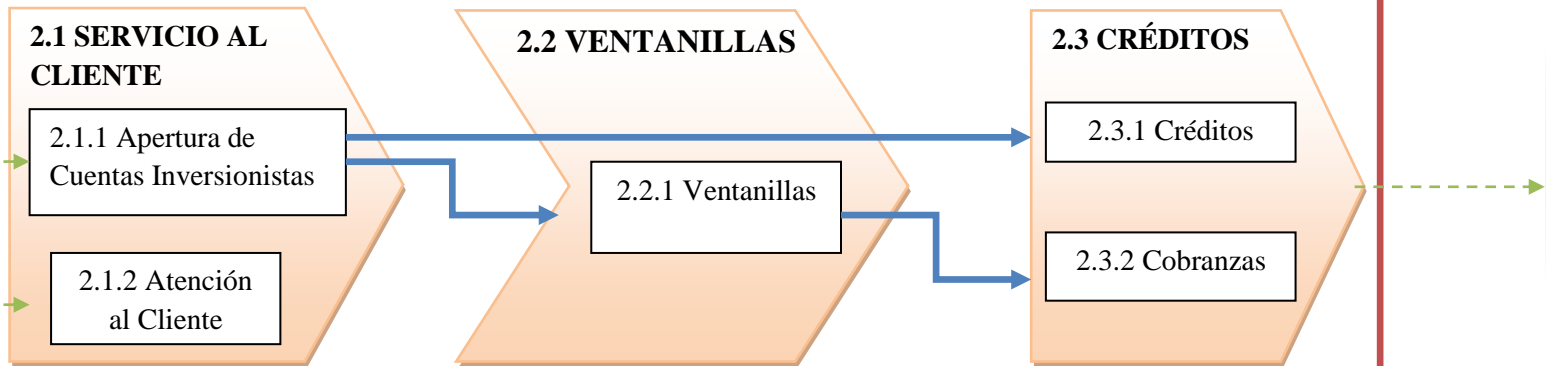 2.1 SERVICIO AL
CLIENTE
2.1.1 Apertura de
Cuentas Inversionistas
2.1.2 Atención
al Cliente
2.2 VENTANILLAS
2.2.1 Ventanillas
2.3 CRÉDITOS
2.3.1 Créditos
2.3.2 Cobranzas